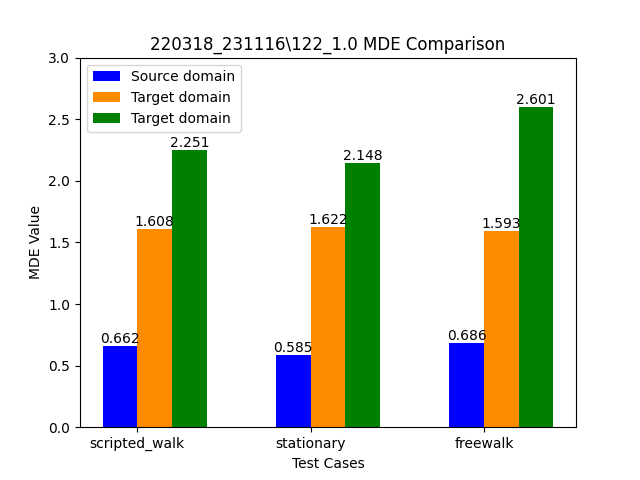 220318_231116\122_1.0 MDE Comparison
3.0
2.5
2.0
1.5
1.0
0.5
0.0
MDE Value
Source domain
Target domain
Target domain
0.662
1.608
2.251
0.585
1.622
2.148
0.686
1.593
2.601
scripted_walk
stationary
freewalk
Test Cases